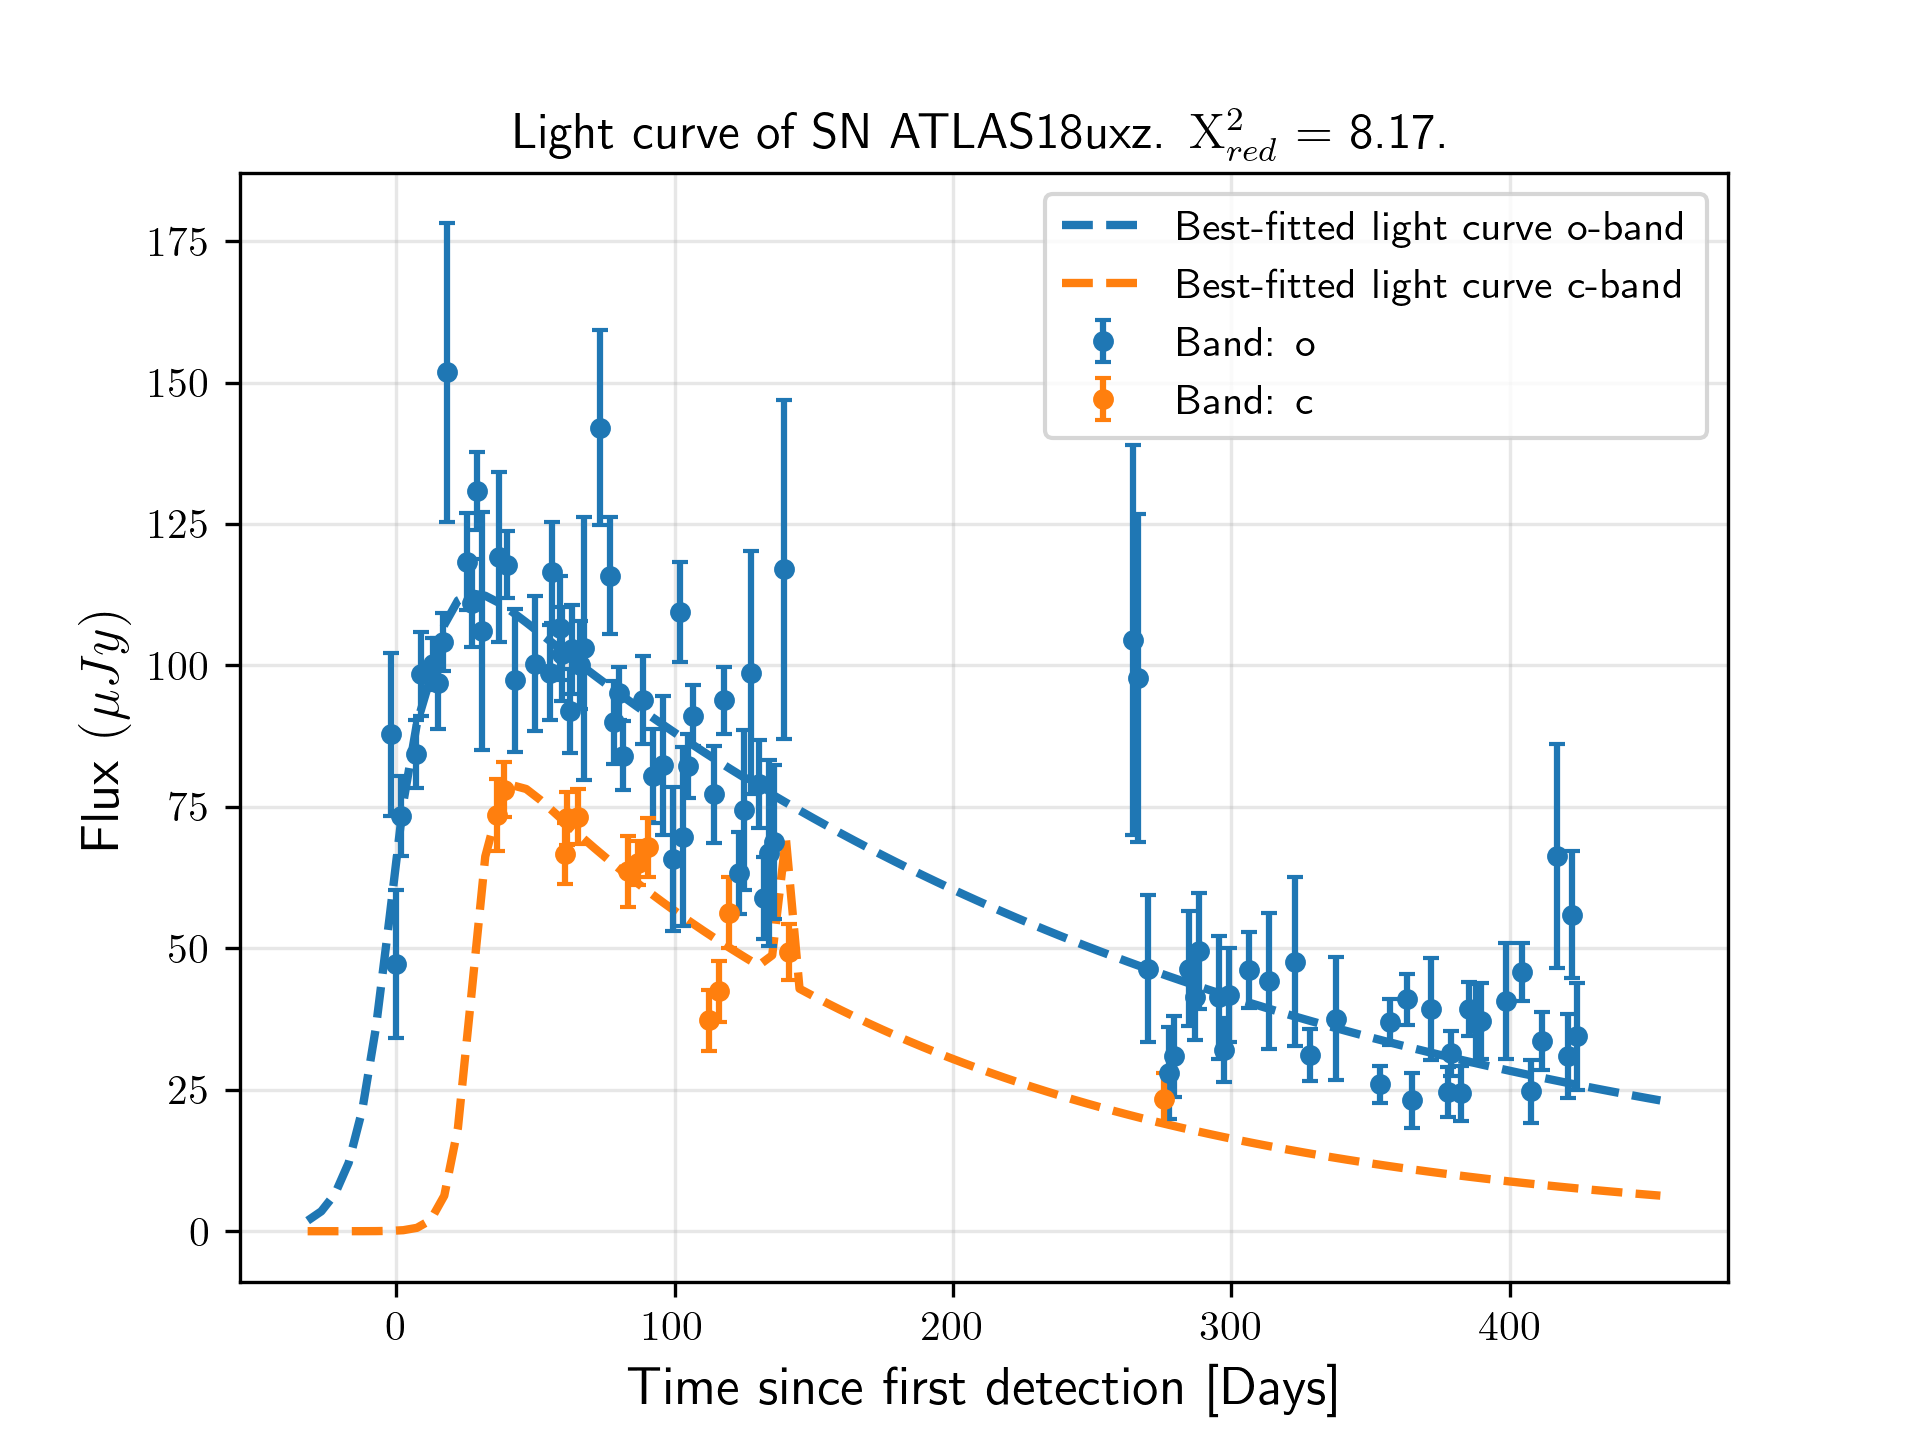 Light curve of SN ATLAS18uxz. X²_red = 8.17.
Best-fitted light curve o-band
Best-fitted light curve c-band
Band: o
Band: c
Flux (μJy)
175
150
125
100
75
50
25
0
0 100 200 300 400
Time since first detection [Days]